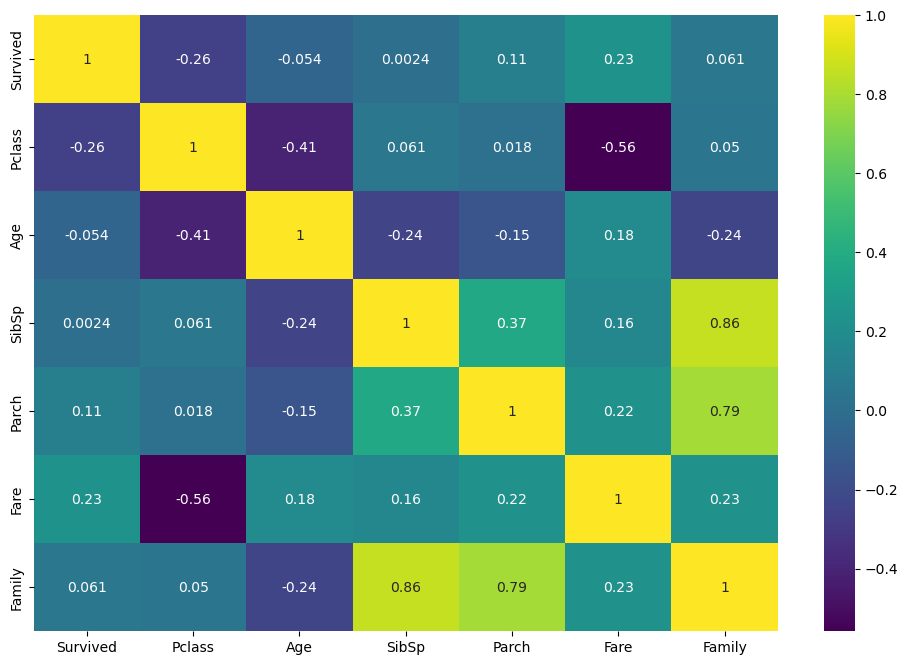 Survived 1 -0.26 -0.054 0.0024 0.11 0.23 0.061
Pclass -0.26 1 -0.41 0.061 0.018 -0.56 0.05
Age -0.054 -0.41 1 -0.24 -0.15 0.18 -0.24
SibSp 0.0024 0.061 -0.24 1 0.37 0.16 0.86
Parch 0.11 0.018 -0.15 0.37 1 0.22 0.79
Fare 0.23 -0.56 0.18 0.16 0.22 1 0.23
Family 0.061 0.05 -0.24 0.86 0.79 0.23 1
Survived Pclass Age SibSp Parch Fare Family
1.0
0.8
0.6
0.4
0.2
0.0
−0.2
−0.4